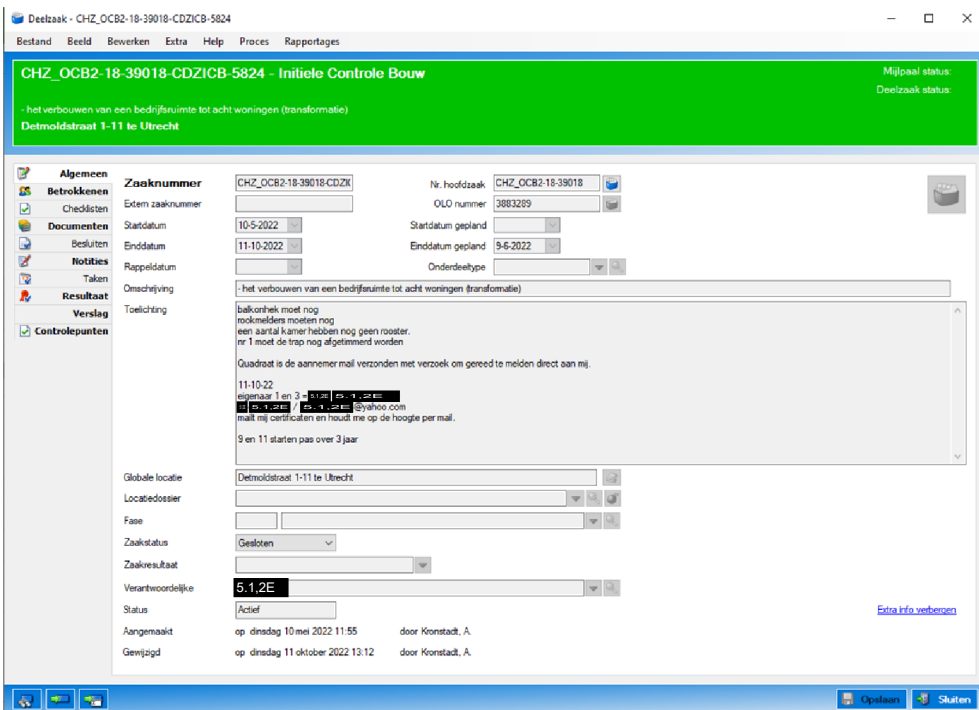 Deelzaak - CHZ_OCB2-18-39018-CDZICB-5824
Bestand Beeld Bewerken Extra Help Proces Rapportages
CHZ_OCB2-18-39018-CDZICB-5824 - Initiele Controle Bouw
Mijlpaal status:
Deelzaak status:
- het verbouwen van een bedrijfsruimte tot acht woningen (transformatie)
Detmoldstraat 1-11 te Utrecht
Algemeen
Betrokkenen
Checklisten
Documenten
Besluiten
Notities
Taken
Resultaat
Verslag
Controlepunten
Zaaknummer CHZ_OCB2-18-39018-CDZK Nr. hoofdzaak CHZ_OCB2-18-39018
Extern zaaknummer OLO nummer 3883289
Startdatum 10-5-2022 Startdatum gepland
Einddatum 11-10-2022 Einddatum gepland 9-6-2022
Rappeldatum Onderdeeltype
Omschrijving - het verbouwen van een bedrijfsruimte tot acht woningen (transformatie)
Toelichting balkonhek moet nog
rookmelders moeten nog
een aantal kamer hebben nog geen rooster.
nr 1 moet de trap nog afgetimmerd worden
Quadraat is de aannemer mail verzonden met verzoek om gereed te melden direct aan mij.
11-10-22
eigenaar 1 en 3 = 5.1,2E 5.1,2E
5.1,2E / 5.1,2E @yahoo.com
mailt mij certificaten en houdt me op de hoogte per mail.
9 en 11 starten pas over 3 jaar
Globale locatie Detmoldstraat 1-11 te Utrecht
Locatiedossier
Fase
Zaakstatus Gesloten
Zaakresultaat
Verantwoordelijke 5.1,2E
Status Actief
Extra info verbergen
Aangemaakt op dinsdag 10 mei 2022 11:55 door Kronstadt, A.
Gewijzigd op dinsdag 11 oktober 2022 13:12 door Kronstadt, A.
Opslaan Sluiten